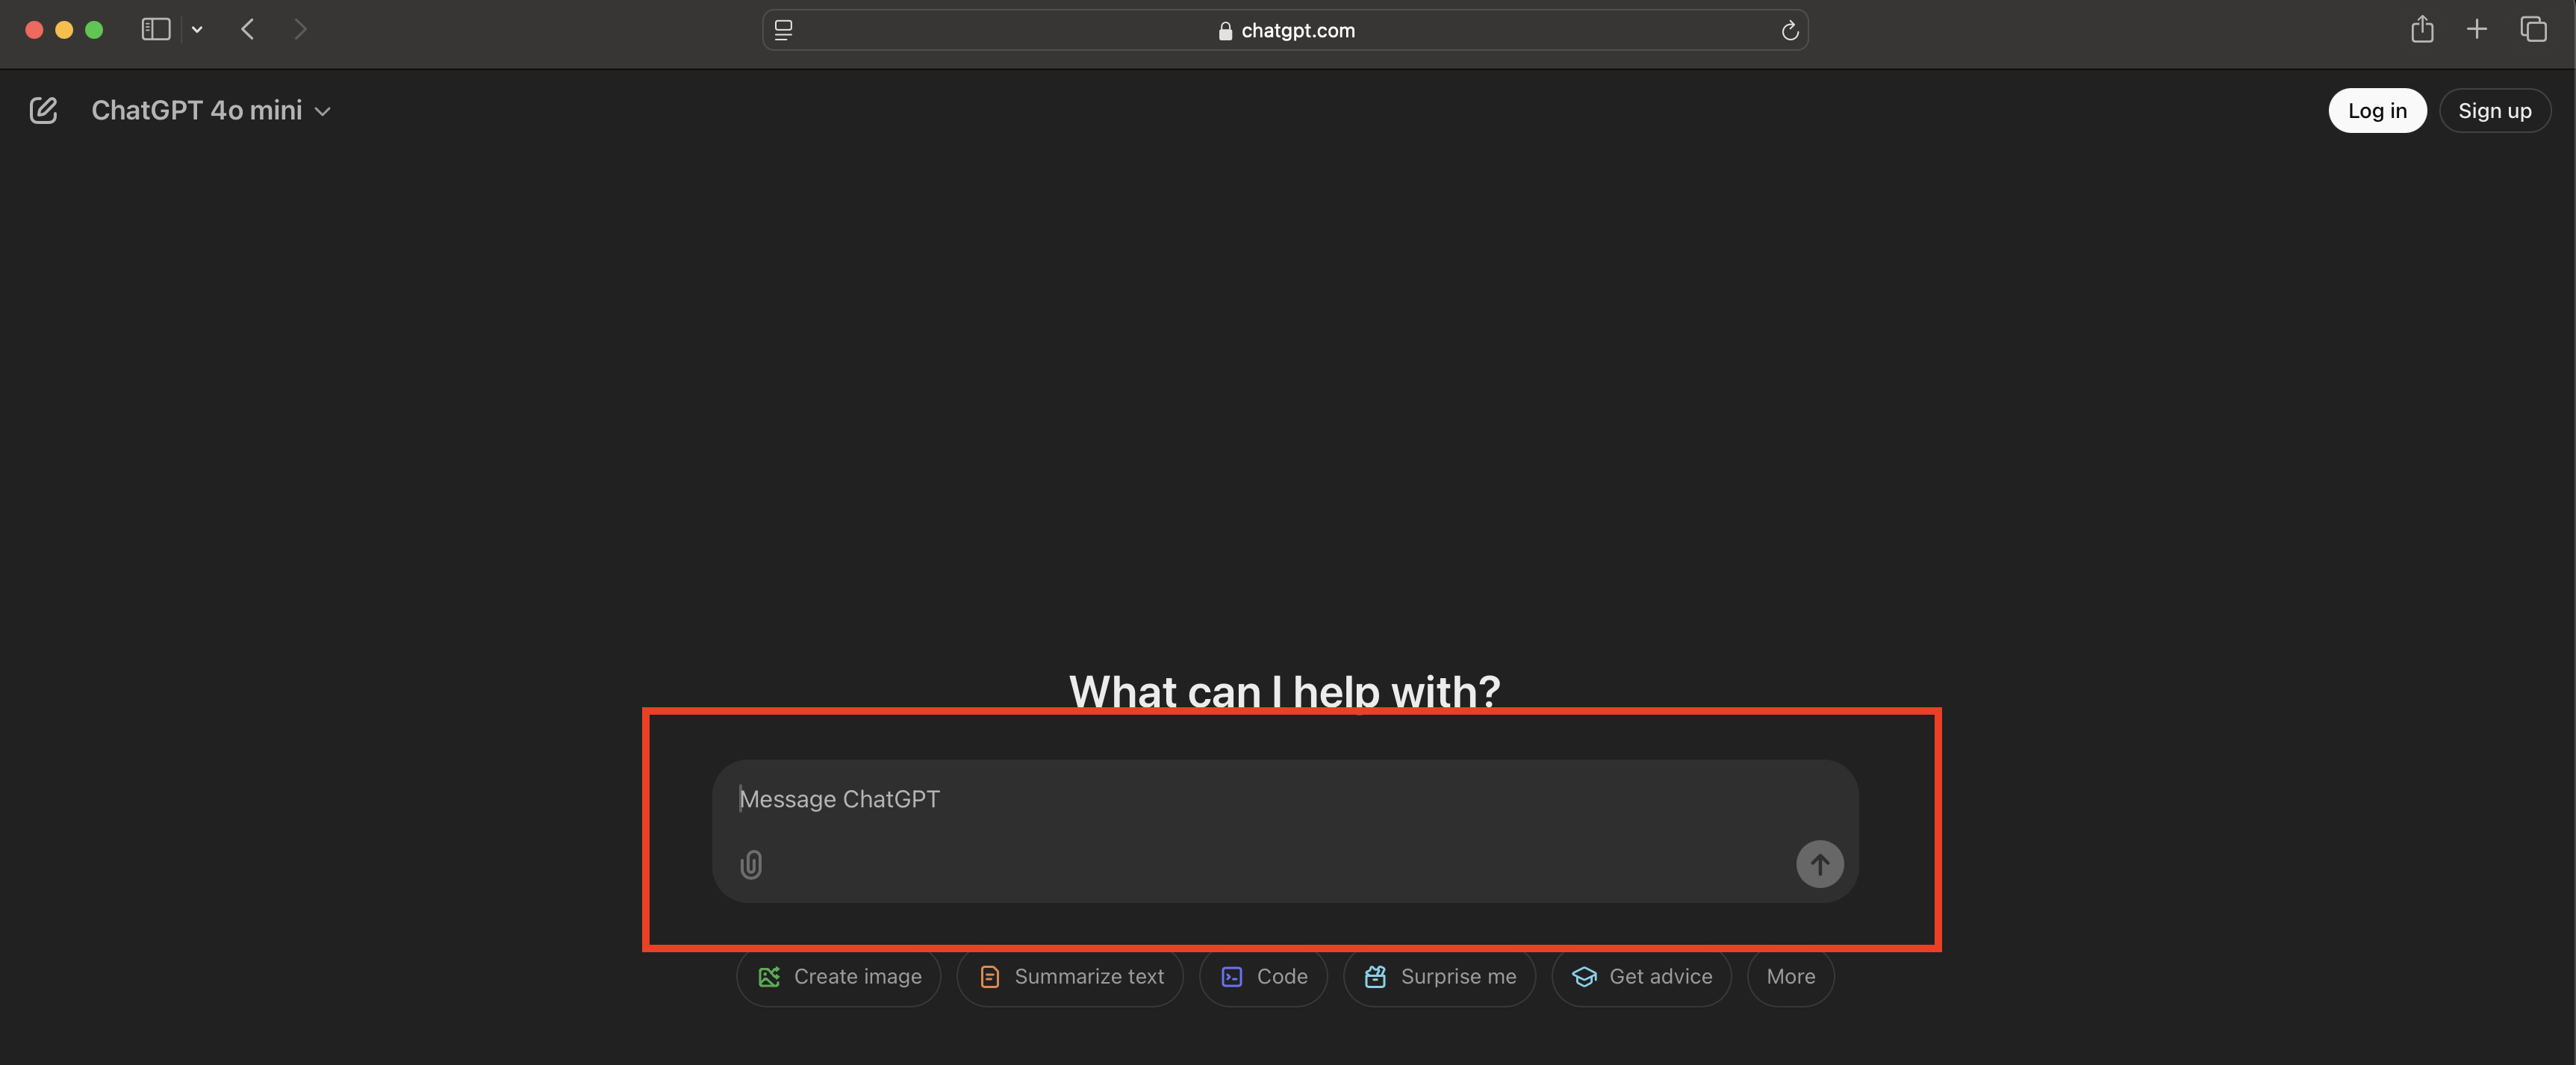 chatgpt.com
ChatGPT 4o mini
Log in
Sign up
What can I help with?
Message ChatGPT
Create image
Summarize text
Code
Surprise me
Get advice
More